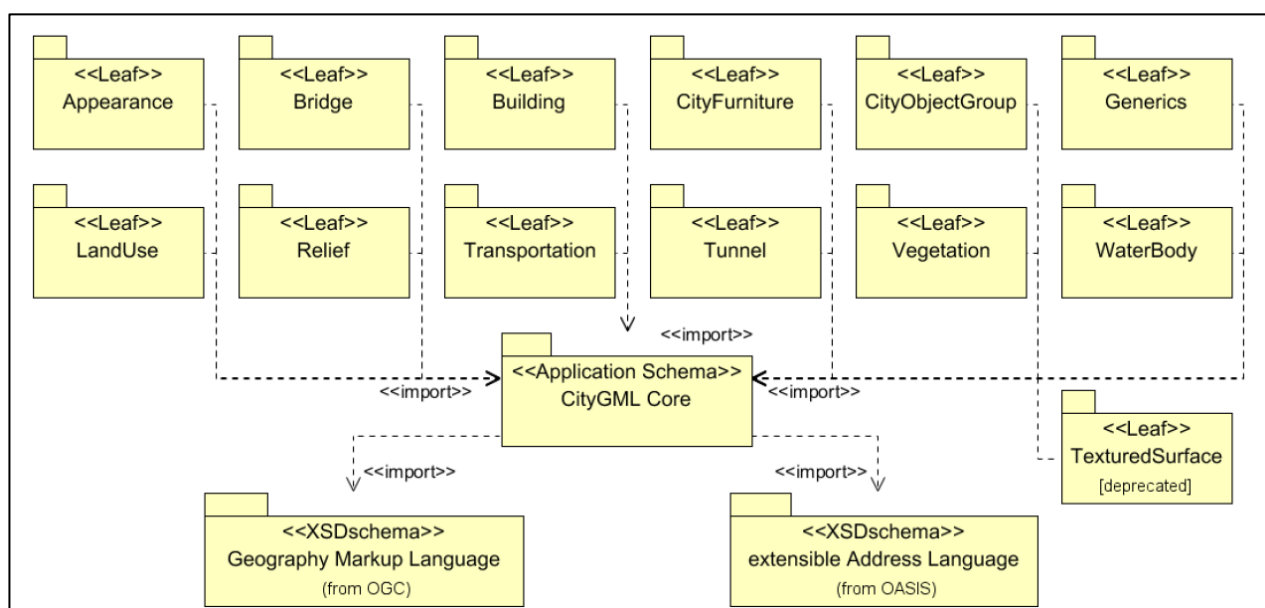 <<Leaf>>
Appearance
<<Leaf>>
Bridge
<<Leaf>>
Building
<<Leaf>>
CityFurniture
<<Leaf>>
CityObjectGroup
<<Leaf>>
Generics
<<Leaf>>
LandUse
<<Leaf>>
Relief
<<Leaf>>
Transportation
<<Leaf>>
Tunnel
<<Leaf>>
Vegetation
<<Leaf>>
WaterBody
<<import>>
<<import>>
<<Application Schema>>
CityGML Core
<<import>>
<<Leaf>>
TexturedSurface
[deprecated]
<<import>>
<<import>>
<<XSDschema>>
Geography Markup Language
(from OGC)
<<XSDschema>>
extensible Address Language
(from OASIS)